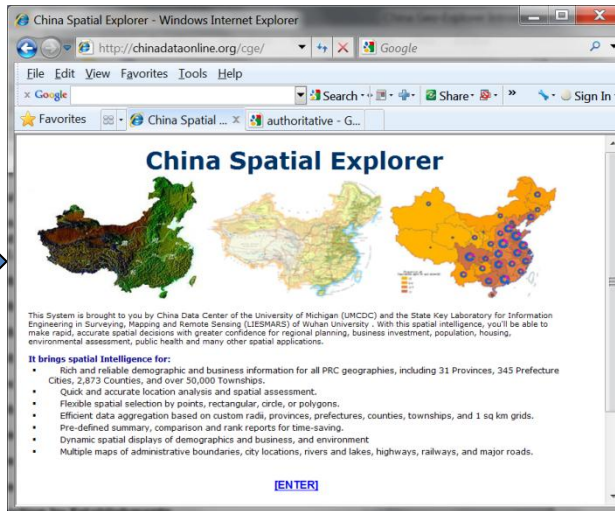 China Spatial Explorer - Windows Internet Explorer
http://chinadataonline.org/cge/
Google
File Edit View Favorites Tools Help
x Google
Search
Share
»
Sign In
Favorites
China Spatial ... x
authoritative - G...
China Spatial Explorer
This System is brought to you by China Data Center of the University of Michigan (UMCDC) and the State Key Laboratory for Information
Engineering in Surveying, Mapping and Remote Sensing (LIESMARS) of Wuhan University . With this spatial intelligence, you'll be able to
make rapid, accurate spatial decisions with greater confidence for regional planning, business investment, population, housing,
environmental assessment, public health and many other spatial applications.
It brings spatial Intelligence for:
▪ Rich and reliable demographic and business information for all PRC geographies, including 31 Provinces, 345 Prefecture
Cities, 2,873 Counties, and over 50,000 Townships.
▪ Quick and accurate location analysis and spatial assessment.
▪ Flexible spatial selection by points, rectangular, circle, or polygons.
▪ Efficient data aggregation based on custom radii, provinces, prefectures, counties, townships, and 1 sq km grids.
▪ Pre-defined summary, comparison and rank reports for time-saving.
▪ Dynamic spatial displays of demographics and business, and environment
▪ Multiple maps of administrative boundaries, city locations, rivers and lakes, highways, railways, and major roads.
[ENTER]